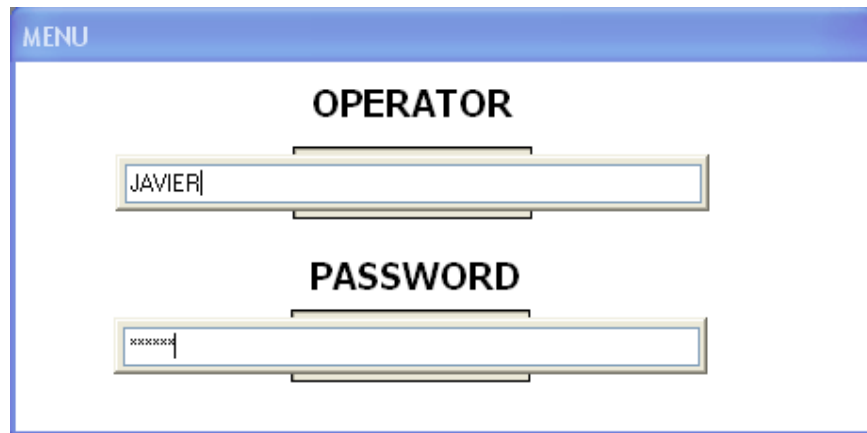 MENU
OPERATOR
JAVIER
PASSWORD
******